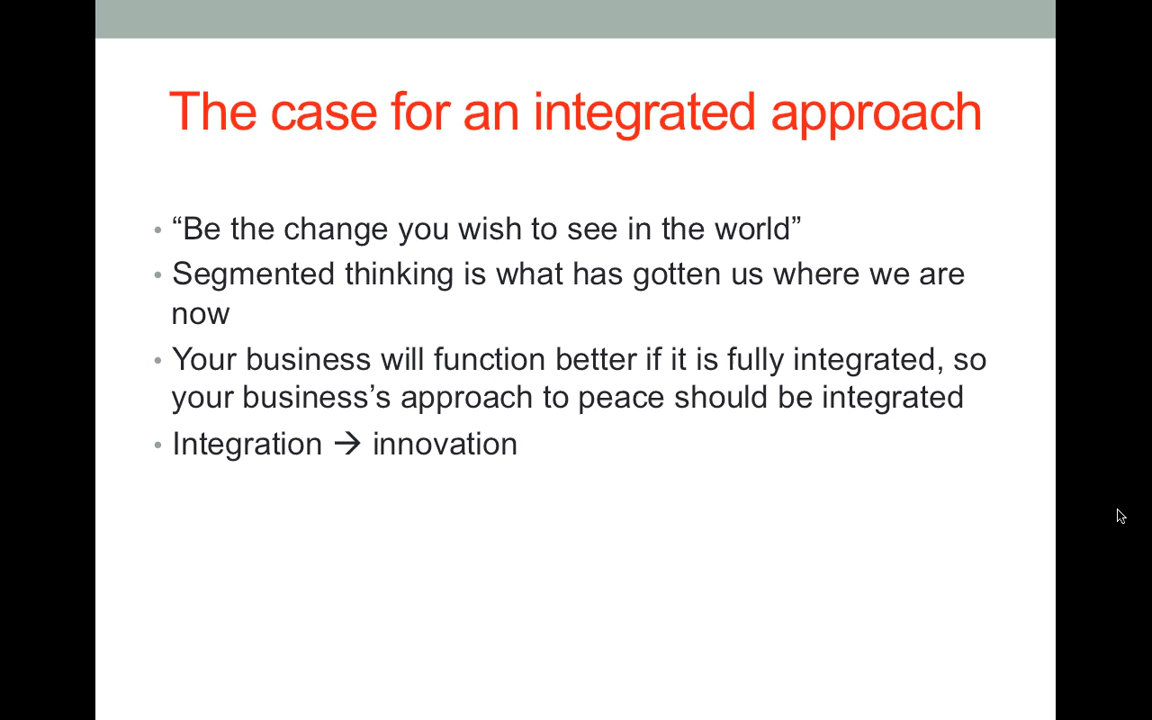 The case for an integrated approach
• “Be the change you wish to see in the world”
• Segmented thinking is what has gotten us where we are
now
• Your business will function better if it is fully integrated, so
your business’s approach to peace should be integrated
• Integration → innovation